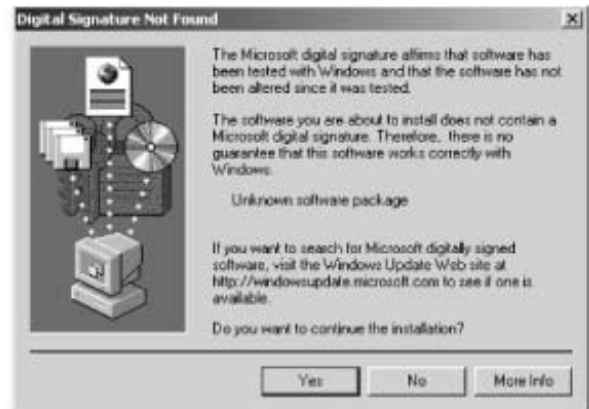 Digital Signature Not Found
The Microsoft digital signature affirms that software has
been tested with Windows and that the software has not
been altered since it was tested.
The software you are about to install does not contain a
Microsoft digital signature. Therefore, there is no
guarantee that this software works correctly with
Windows.
Unknown software package
If you want to search for Microsoft digitally signed
software, visit the Windows Update Web site at
http://windowsupdate.microsoft.com to see if one is
available.
Do you want to continue the installation?
Yes
No
More Info